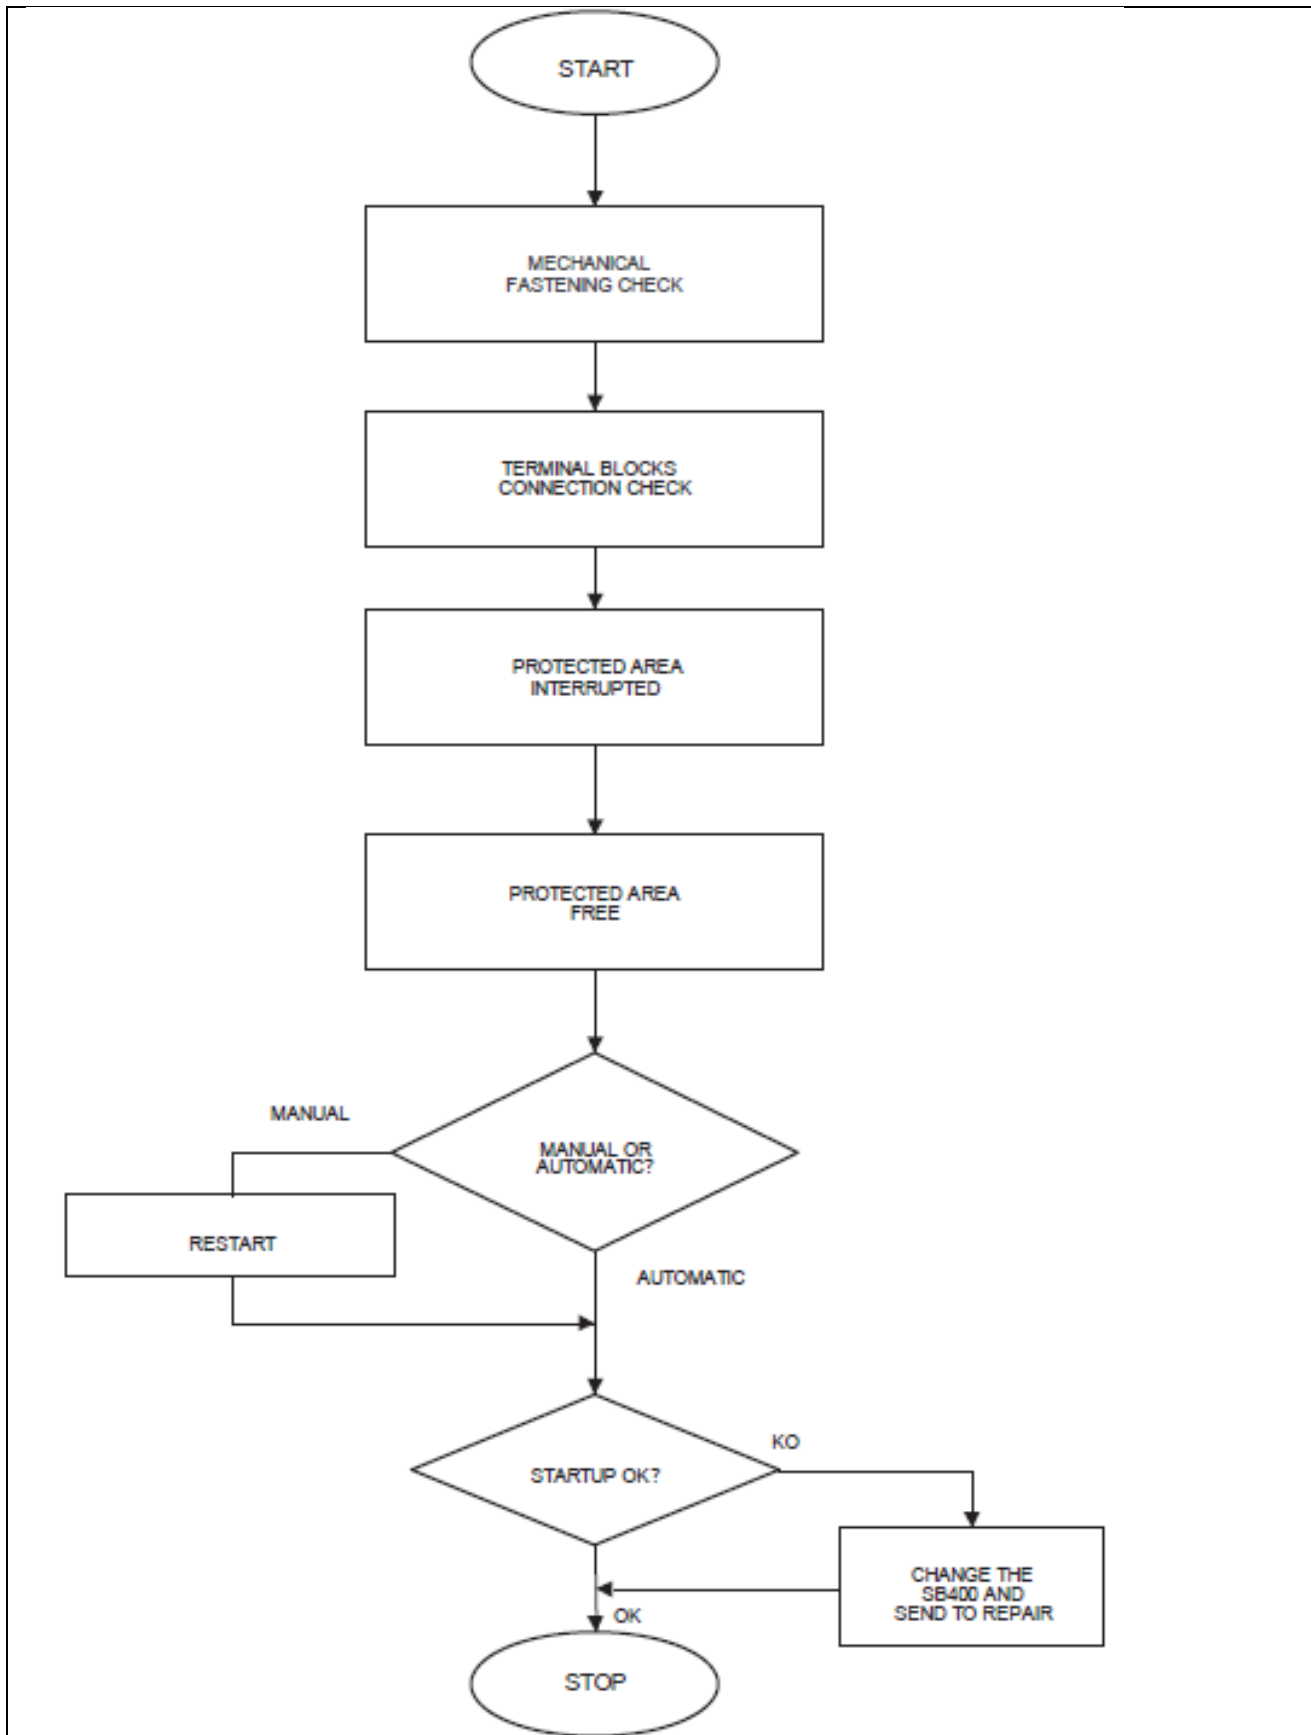 START
MECHANICAL
FASTENING CHECK
TERMINAL BLOCKS
CONNECTION CHECK
PROTECTED AREA
INTERRUPTED
PROTECTED AREA
FREE
MANUAL
MANUAL OR
AUTOMATIC?
RESTART
AUTOMATIC
KO
STARTUP OK?
CHANGE THE
SB400 AND
SEND TO REPAIR
OK
STOP